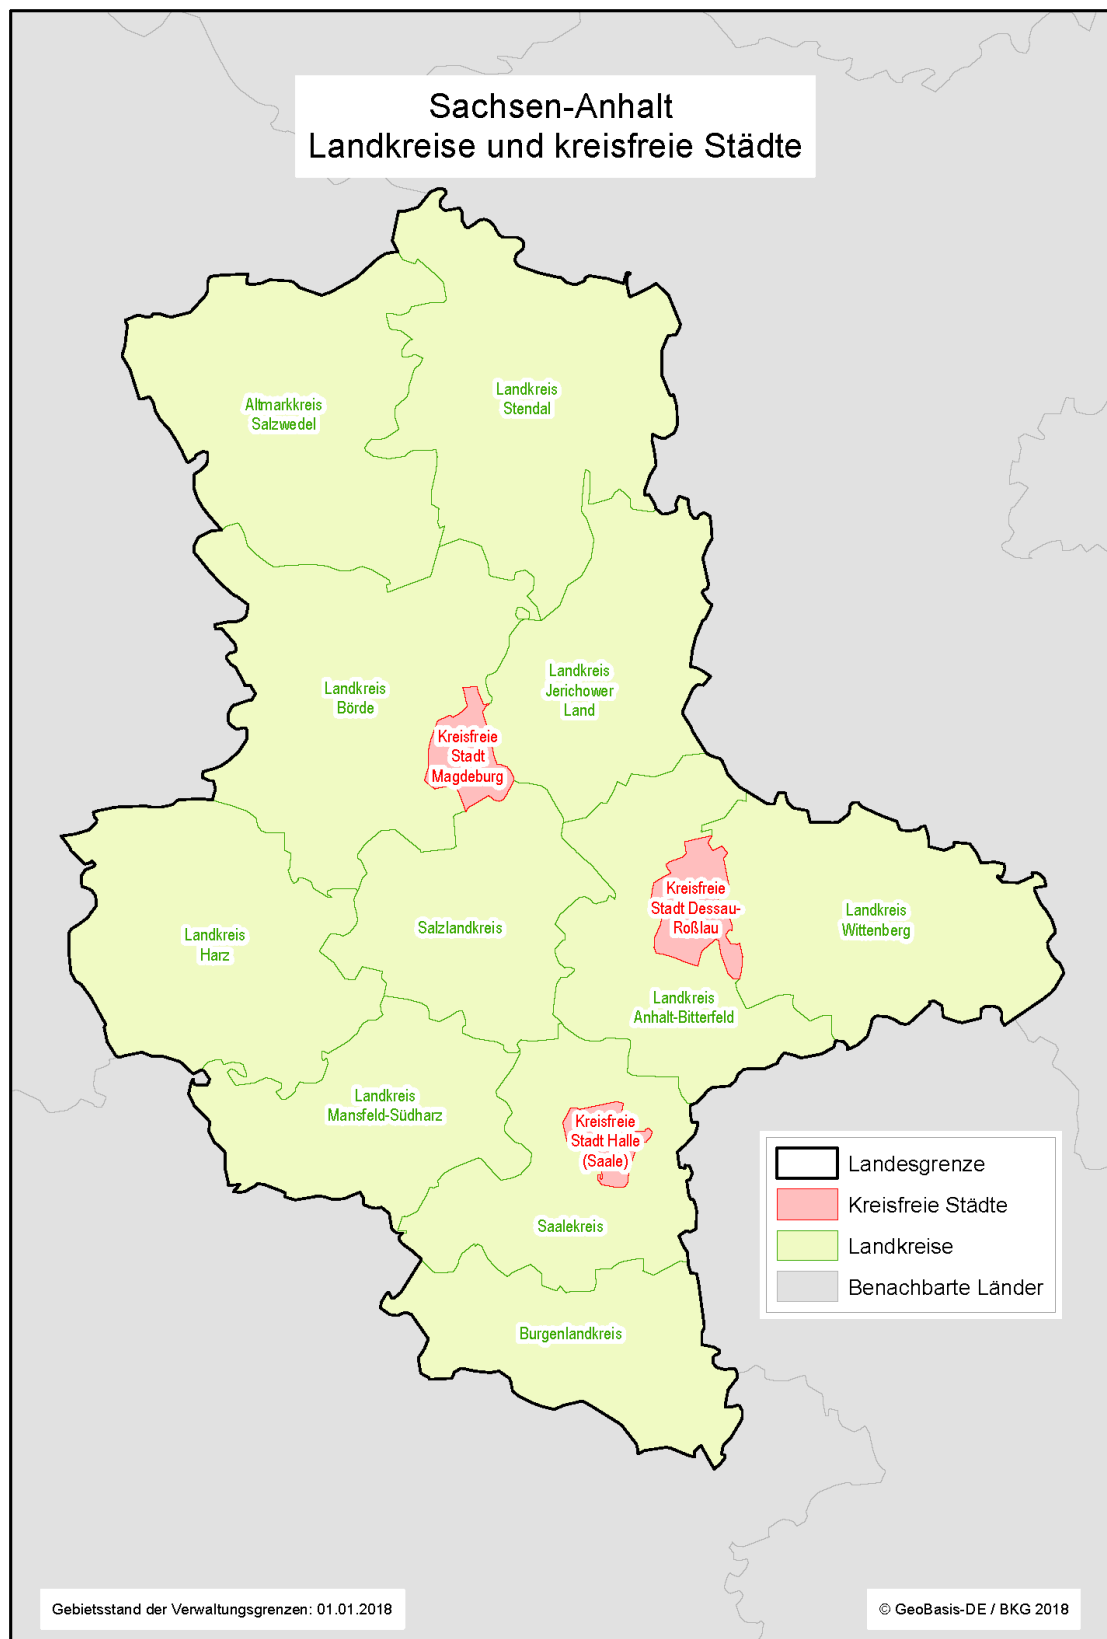 Sachsen-Anhalt
Landkreise und kreisfreie Städte
Altmarkkreis
Salzwedel
Landkreis
Stendal
Landkreis
Börde
Landkreis
Jerichower
Land
Kreisfreie
Stadt
Magdeburg
Landkreis
Harz
Salzlandkreis
Kreisfreie
Stadt Dessau-
Roßlau
Landkreis
Wittenberg
Landkreis
Anhalt-Bitterfeld
Landkreis
Mansfeld-Südharz
Kreisfreie
Stadt Halle
(Saale)
Saalekreis
Burgenlandkreis
Landesgrenze
Kreisfreie Städte
Landkreise
Benachbarte Länder
Gebietsstand der Verwaltungsgrenzen: 01.01.2018
© GeoBasis-DE / BKG 2018